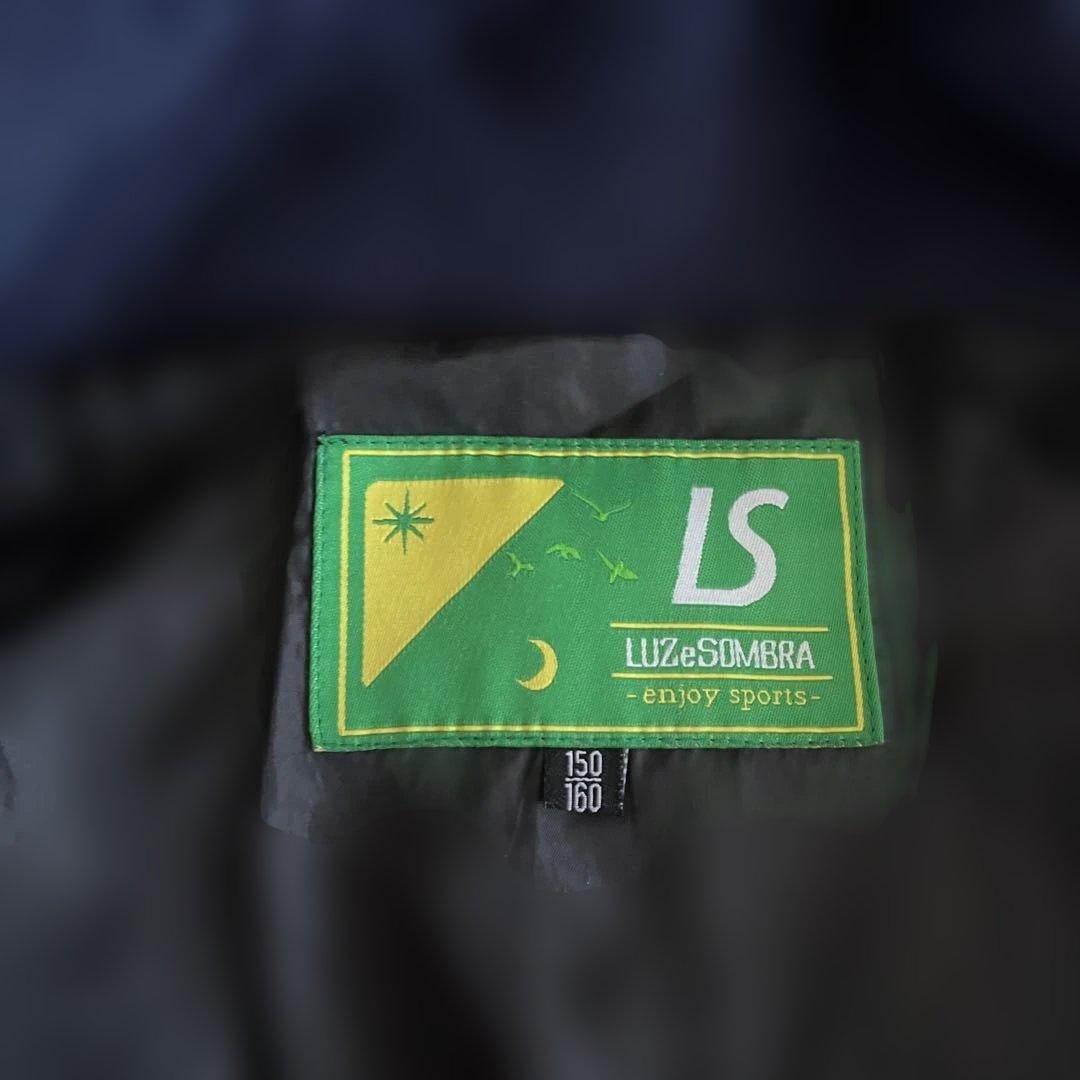 LS
LUZeSOMBRA
-enjoy sports-
150
160